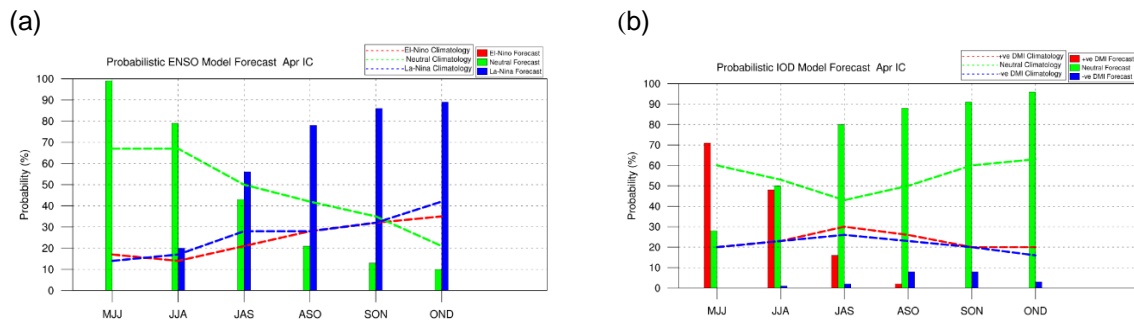 (a)
Probabilistic ENSO Model Forecast Apr IC
El-Nino Climatology
Neutral Climatology
La-Nina Climatology
El-Nino Forecast
Neutral Forecast
La-Nina Forecast
Probability (%)
100
90
80
70
60
50
40
30
20
10
0
MJJ JJA JAS ASO SON OND
(b)
Probabilistic IOD Model Forecast Apr IC
+ve DMI Climatology
Neutral Climatology
-ve DMI Climatology
+ve DMI Forecast
Neutral Forecast
-ve DMI Forecast
Probability (%)
100
90
80
70
60
50
40
30
20
10
0
MJJ JJA JAS ASO SON OND